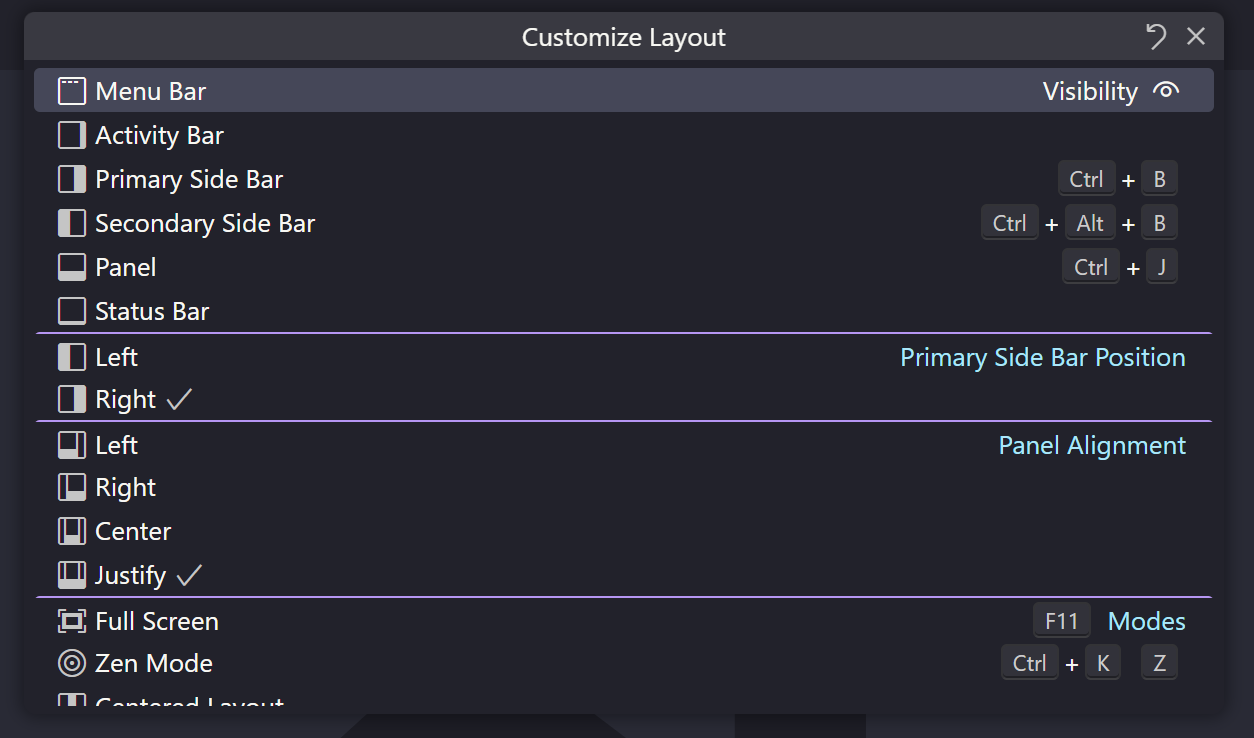 Customize Layout
Menu Bar Visibility
Activity Bar
Primary Side Bar Ctrl + B
Secondary Side Bar Ctrl + Alt + B
Panel Ctrl + J
Status Bar
Left Primary Side Bar Position
Right
Left Panel Alignment
Right
Center
Justify
Full Screen F11 Modes
Zen Mode Ctrl + K Z
Centered Layout